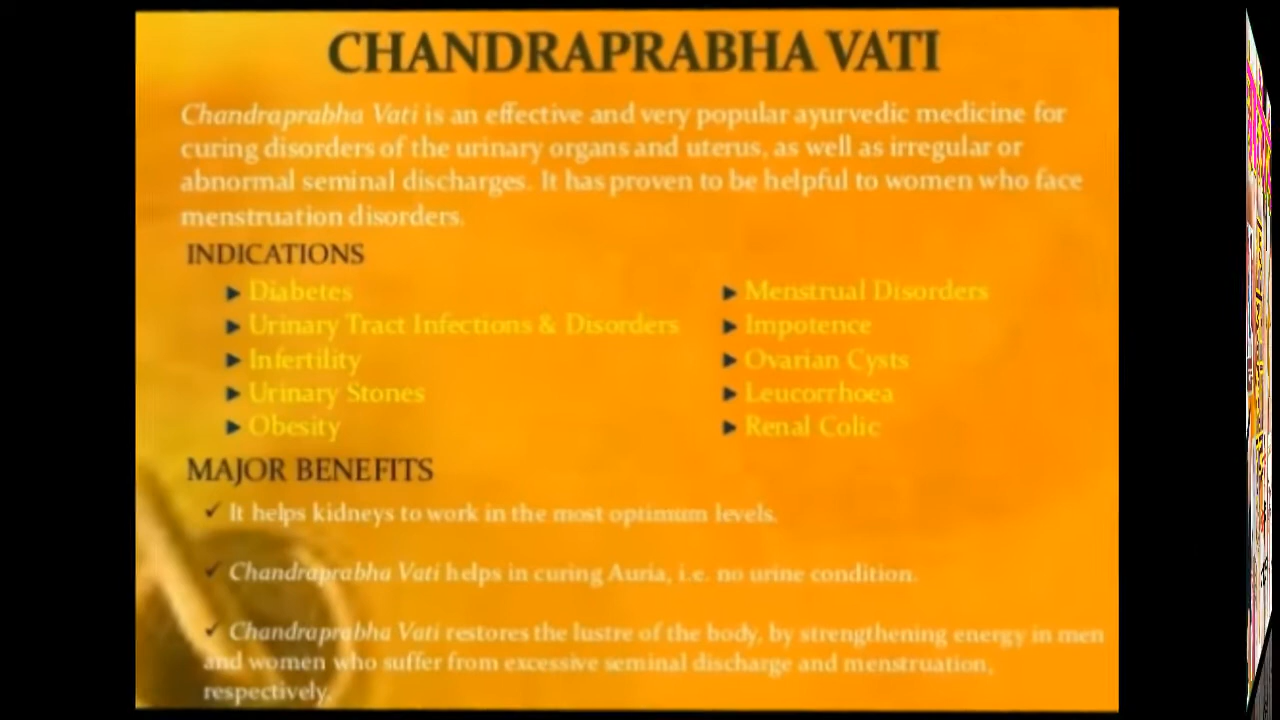 CHANDRAPRABHA VATI
Chandraprabha Vati is an effective and very popular ayurvedic medicine for
curing disorders of the urinary organs and uterus, as well as irregular or
abnormal seminal discharges. It has proven to be helpful to women who face
menstruation disorders.
INDICATIONS
► Diabetes
► Urinary Tract Infections & Disorders
► Infertility
► Urinary Stones
► Obesity
► Menstrual Disorders
► Impotence
► Ovarian Cysts
► Leucorrhoea
► Renal Colic
MAJOR BENEFITS
✓ It helps kidneys to work in the most optimum levels.
✓ Chandraprabha Vati helps in curing Auria, i.e. no urine condition.
✓ Chandraprabha Vati restores the lustre of the body, by strengthening energy in men
and women who suffer from excessive seminal discharge and menstruation,
respectively.